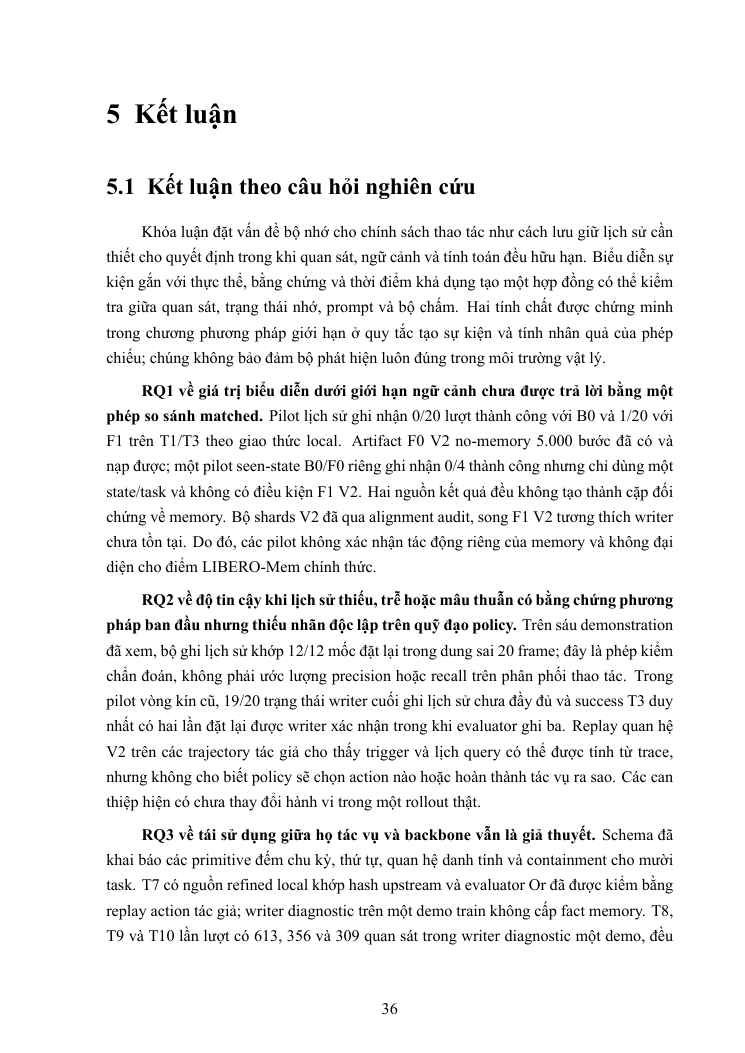 5 Kết luận
5.1 Kết luận theo câu hỏi nghiên cứu
Khóa luận đặt vấn đề bộ nhớ cho chính sách thao tác như cách lưu giữ lịch sử cần
thiết cho quyết định trong khi quan sát, ngữ cảnh và tính toán đều hữu hạn. Biểu diễn sự
kiện gắn với thực thể, bằng chứng và thời điểm khả dụng tạo một hợp đồng có thể kiểm
tra giữa quan sát, trạng thái nhớ, prompt và bộ chấm. Hai tính chất được chứng minh
trong chương phương pháp giới hạn ở quy tắc tạo sự kiện và tính nhân quả của phép
chiếu; chúng không bảo đảm bộ phát hiện luôn đúng trong môi trường vật lý.
RQ1 về giá trị biểu diễn dưới giới hạn ngữ cảnh chưa được trả lời bằng một
phép so sánh matched. Pilot lịch sử ghi nhận 0/20 lượt thành công với B0 và 1/20 với
F1 trên T1/T3 theo giao thức local. Artifact F0 V2 no-memory 5.000 bước đã có và
nạp được; một pilot seen-state B0/F0 riêng ghi nhận 0/4 thành công nhưng chỉ dùng một
state/task và không có điều kiện F1 V2. Hai nguồn kết quả đều không tạo thành cặp đối
chứng về memory. Bộ shards V2 đã qua alignment audit, song F1 V2 tương thích writer
chưa tồn tại. Do đó, các pilot không xác nhận tác động riêng của memory và không đại
diện cho điểm LIBERO-Mem chính thức.
RQ2 về độ tin cậy khi lịch sử thiếu, trễ hoặc mâu thuẫn có bằng chứng phương
pháp ban đầu nhưng thiếu nhãn độc lập trên quỹ đạo policy. Trên sáu demonstration
đã xem, bộ ghi lịch sử khớp 12/12 mốc đặt lại trong dung sai 20 frame; đây là phép kiểm
chẩn đoán, không phải ước lượng precision hoặc recall trên phân phối thao tác. Trong
pilot vòng kín cũ, 19/20 trạng thái writer cuối ghi lịch sử chưa đầy đủ và success T3 duy
nhất có hai lần đặt lại được writer xác nhận trong khi evaluator ghi ba. Replay quan hệ
V2 trên các trajectory tác giả cho thấy trigger và lịch query có thể được tính từ trace,
nhưng không cho biết policy sẽ chọn action nào hoặc hoàn thành tác vụ ra sao. Các can
thiệp hiện có chưa thay đổi hành vi trong một rollout thật.
RQ3 về tái sử dụng giữa họ tác vụ và backbone vẫn là giả thuyết. Schema đã
khai báo các primitive đếm chu kỳ, thứ tự, quan hệ danh tính và containment cho mười
task. T7 có nguồn refined local khớp hash upstream và evaluator Or đã được kiểm bằng
replay action tác giả; writer diagnostic trên một demo train không cấp fact memory. T8,
T9 và T10 lần lượt có 613, 356 và 309 quan sát trong writer diagnostic một demo, đều
36